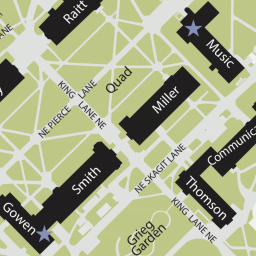 Raitt
Music
Quad
KING LANE NE
NE PIERCE LANE
Miller
Communic
NE SKAGIT LANE
Smith
Thomson
Gowen
KING LANE NE
Grieg
Garden